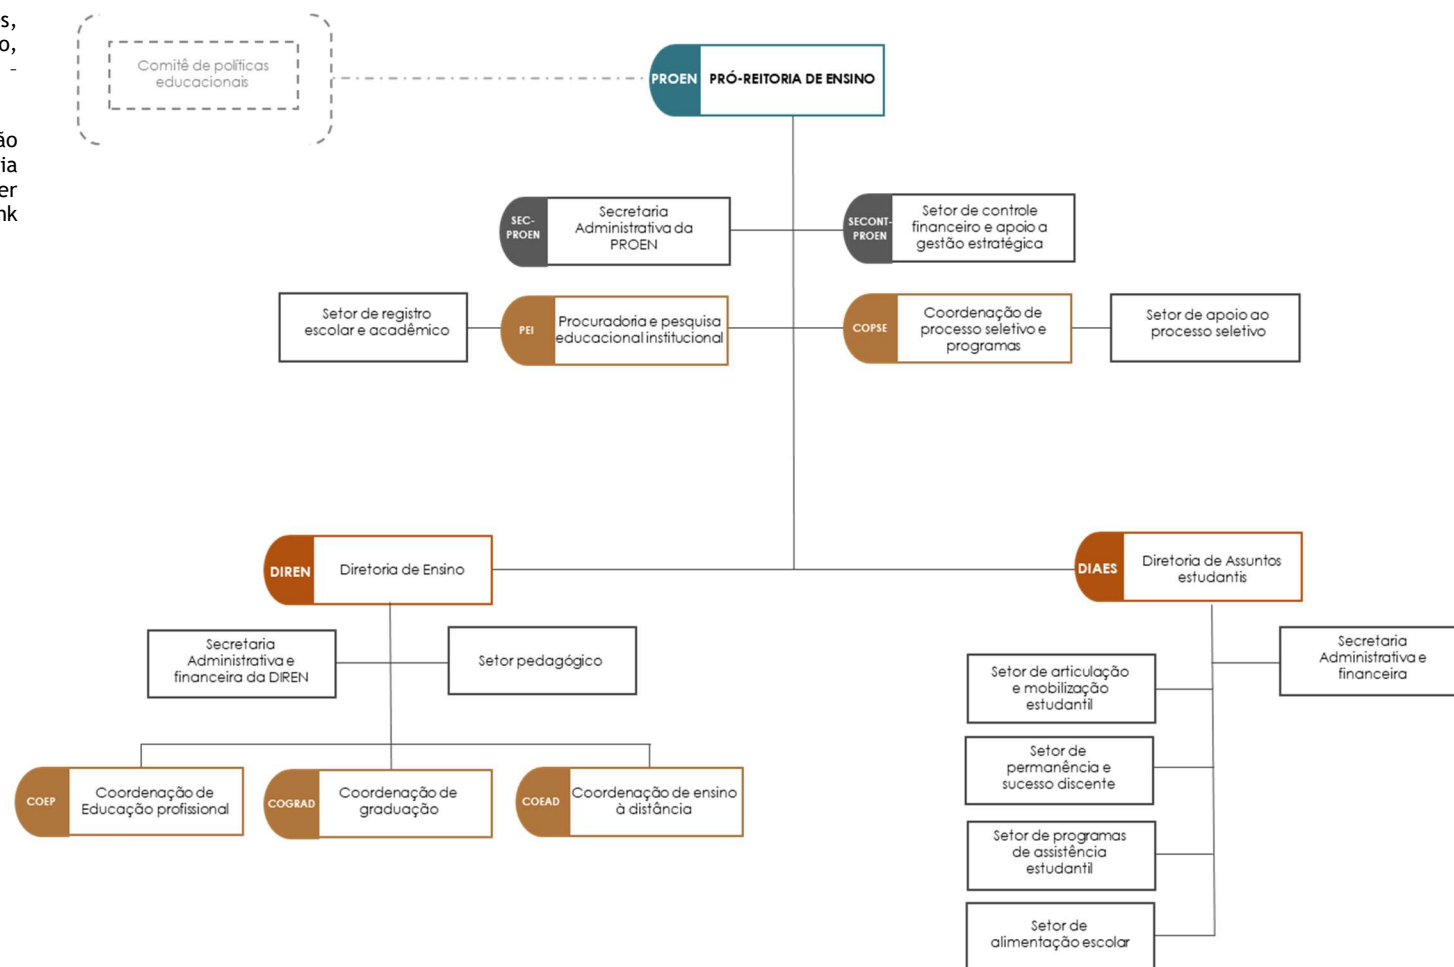 s,
o,
-
ão
ia
er
nk
Comitê de políticas
educacionais
PROEN
PRÓ-REITORIA DE ENSINO
SEC-
PROEN
Secretaria
Administrativa da
PROEN
SECONT-
PROEN
Setor de controle
financeiro e apoio a
gestão estratégica
Setor de registro
escolar e acadêmico
PEI
Procuradoria e pesquisa
educacional institucional
COPSE
Coordenação de
processo seletivo e
programas
Setor de apoio ao
processo seletivo
DIREN
Diretoria de Ensino
DIAES
Diretoria de Assuntos
estudantis
Secretaria
Administrativa e
financeira da DIREN
Setor pedagógico
Secretaria
Administrativa e
financeira
Setor de articulação
e mobilização
estudantil
Setor de
permanência e
sucesso discente
COEP
Coordenação de
Educação profissional
COGRAD
Coordenação de
graduação
COEAD
Coordenação de ensino
à distância
Setor de programas
de assistência
estudantil
Setor de
alimentação escolar